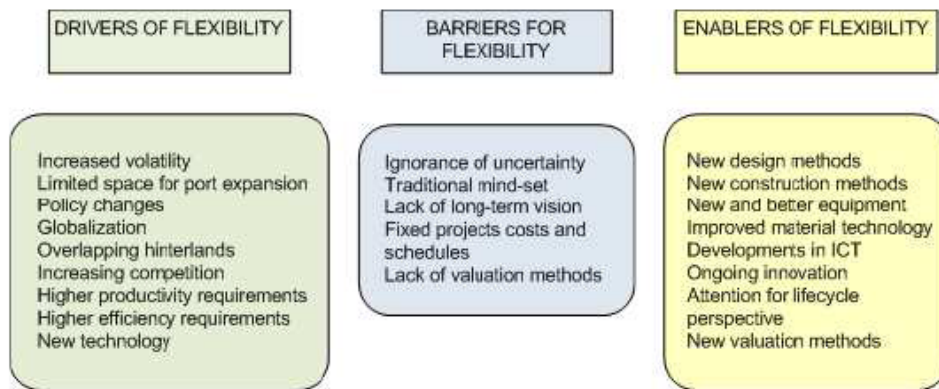 DRIVERS OF FLEXIBILITY
BARRIERS FOR
FLEXIBILITY
ENABLERS OF FLEXIBILITY
Increased volatility
Limited space for port expansion
Policy changes
Globalization
Overlapping hinterlands
Increasing competition
Higher productivity requirements
Higher efficiency requirements
New technology
Ignorance of uncertainty
Traditional mind-set
Lack of long-term vision
Fixed projects costs and
schedules
Lack of valuation methods
New design methods
New construction methods
New and better equipment
Improved material technology
Developments in ICT
Ongoing innovation
Attention for lifecycle
perspective
New valuation methods